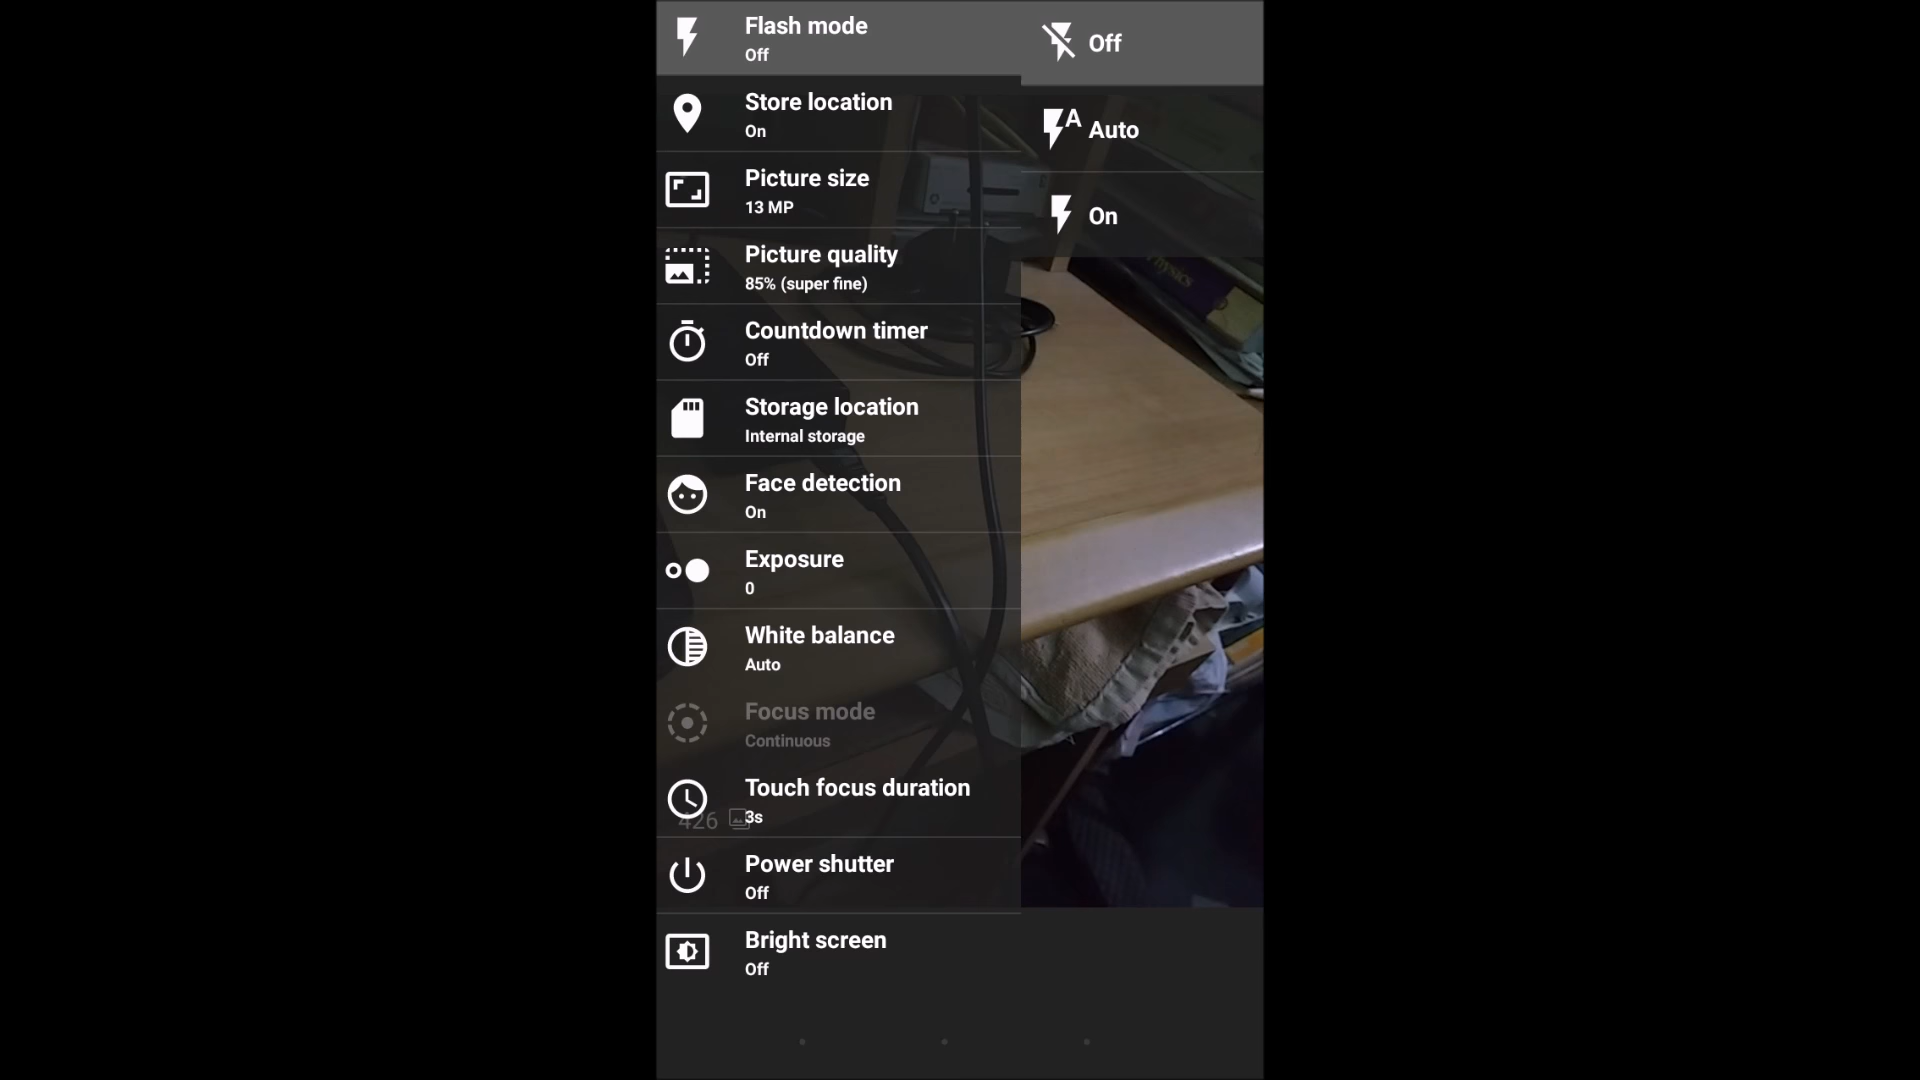 Flash mode
Off
Store location
On
Picture size
13 MP
Picture quality
85% (super fine)
Countdown timer
Off
Storage location
Internal storage
Face detection
On
Exposure
0
White balance
Auto
Focus mode
Continuous
Touch focus duration
3s
426
Power shutter
Off
Bright screen
Off
Off
A Auto
On
Physics